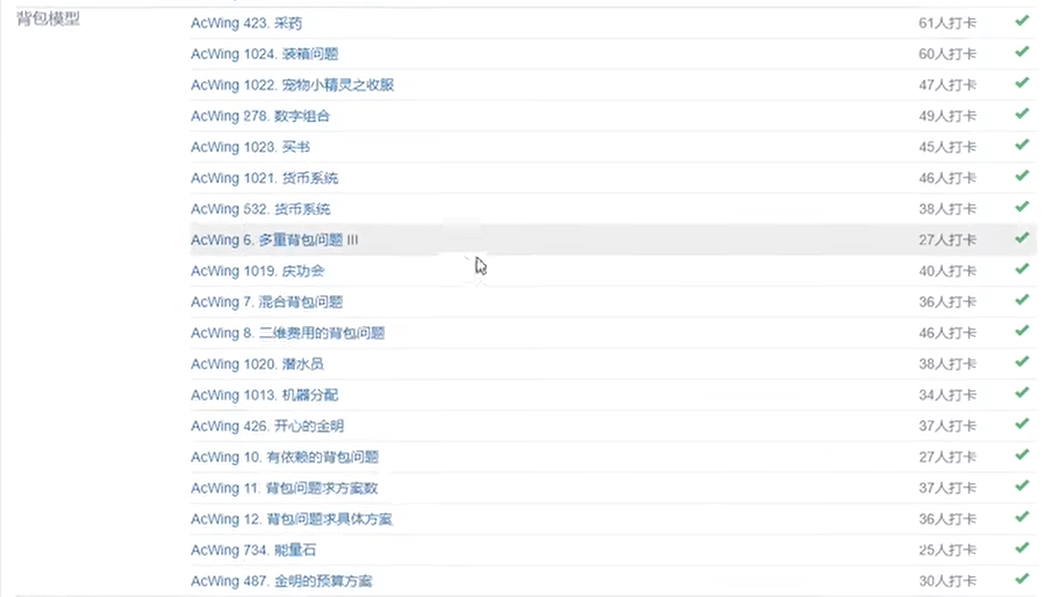 背包模型
AcWing 423. 采药 61人打卡
AcWing 1024. 装箱问题 60人打卡
AcWing 1022. 宠物小精灵之收服 47人打卡
AcWing 278. 数字组合 49人打卡
AcWing 1023. 买书 45人打卡
AcWing 1021. 货币系统 46人打卡
AcWing 532. 货币系统 38人打卡
AcWing 6. 多重背包问题 III 27人打卡
AcWing 1019. 庆功会 40人打卡
AcWing 7. 混合背包问题 36人打卡
AcWing 8. 二维费用的背包问题 46人打卡
AcWing 1020. 潜水员 38人打卡
AcWing 1013. 机器分配 34人打卡
AcWing 426. 开心的金明 37人打卡
AcWing 10. 有依赖的背包问题 27人打卡
AcWing 11. 背包问题求方案数 37人打卡
AcWing 12. 背包问题求具体方案 36人打卡
AcWing 734. 能量石 25人打卡
AcWing 487. 金明的预算方案 30人打卡